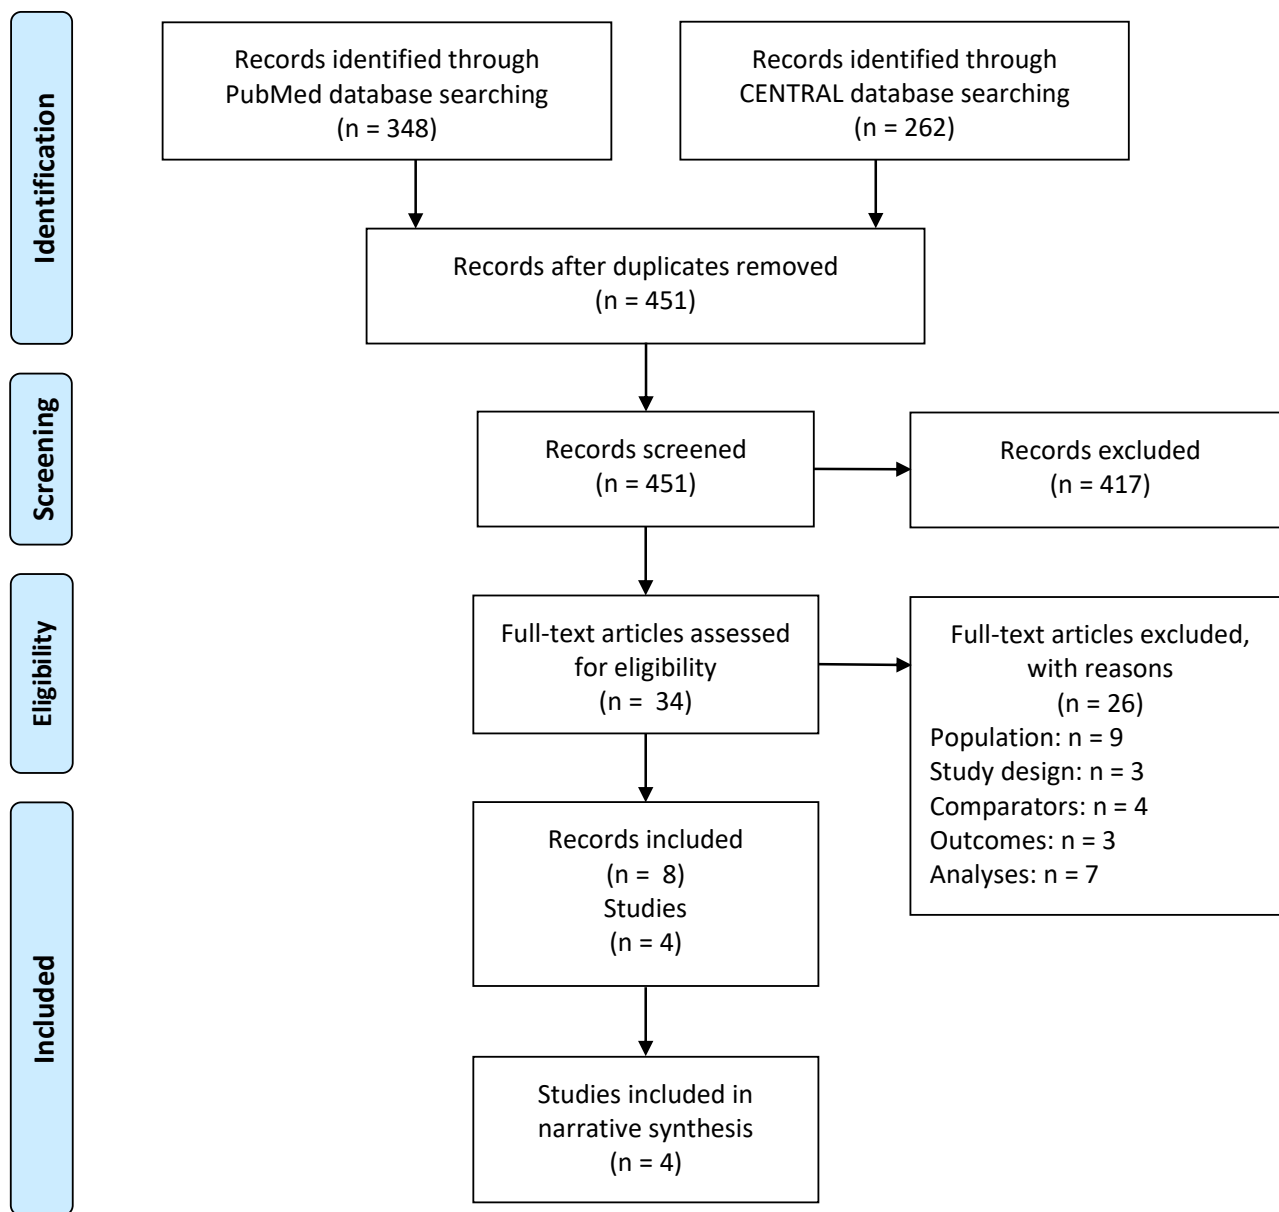 Identification
Records identified through
PubMed database searching
(n = 348)
Records identified through
CENTRAL database searching
(n = 262)
Records after duplicates removed
(n = 451)
Screening
Records screened
(n = 451)
Records excluded
(n = 417)
Eligibility
Full-text articles assessed
for eligibility
(n = 34)
Full-text articles excluded,
with reasons
(n = 26)
Population: n = 9
Study design: n = 3
Comparators: n = 4
Outcomes: n = 3
Analyses: n = 7
Included
Records included
(n = 8)
Studies
(n = 4)
Studies included in
narrative synthesis
(n = 4)